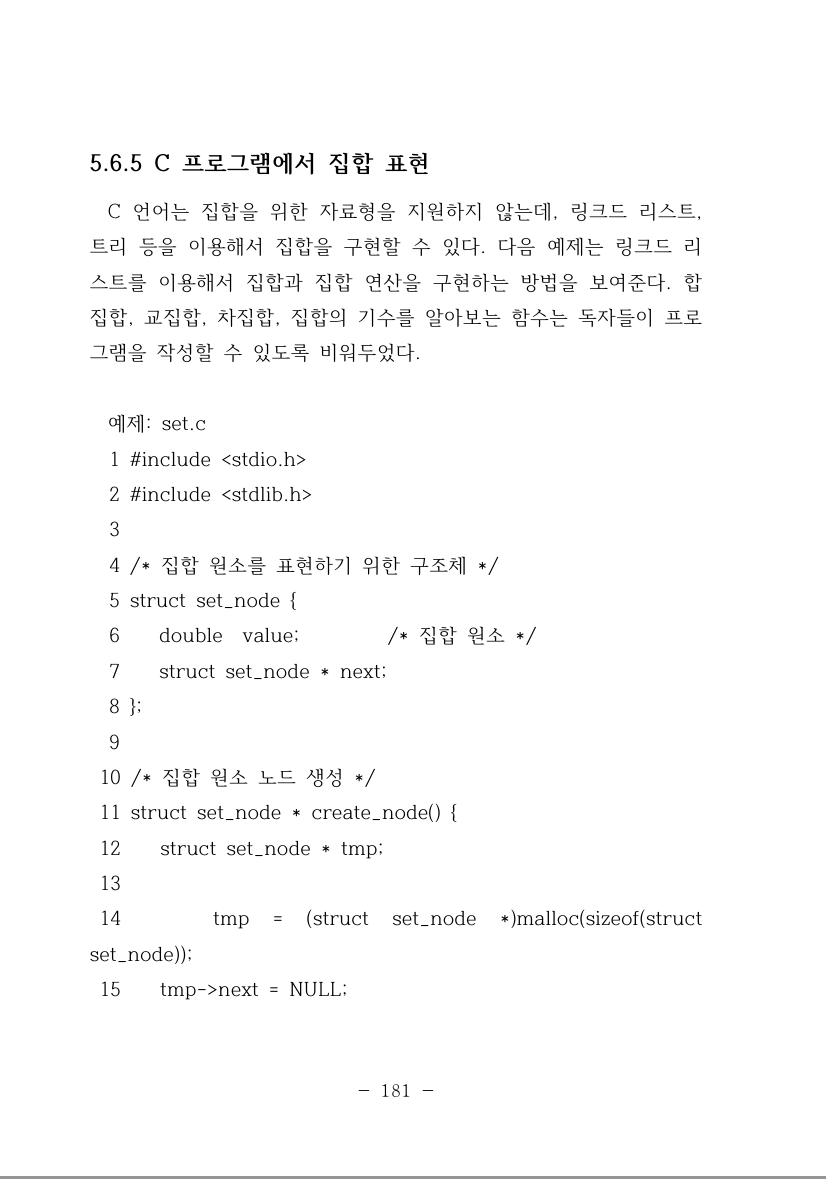 5.6.5 C 프로그램에서 집합 표현
C 언어는 집합을 위한 자료형을 지원하지 않는데, 링크드 리스트,
트리 등을 이용해서 집합을 구현할 수 있다. 다음 예제는 링크드 리
스트를 이용해서 집합과 집합 연산을 구현하는 방법을 보여준다. 합
집합, 교집합, 차집합, 집합의 기수를 알아보는 함수는 독자들이 프로
그램을 작성할 수 있도록 비워두었다.
예제: set.c
1 #include <stdio.h>
2 #include <stdlib.h>
3
4 /* 집합 원소를 표현하기 위한 구조체 */
5 struct set_node {
6 double value; /* 집합 원소 */
7 struct set_node * next;
8 };
9
10 /* 집합 원소 노드 생성 */
11 struct set_node * create_node() {
12 struct set_node * tmp;
13
14 tmp = (struct set_node *)malloc(sizeof(struct
set_node));
15 tmp->next = NULL;
- 181 -